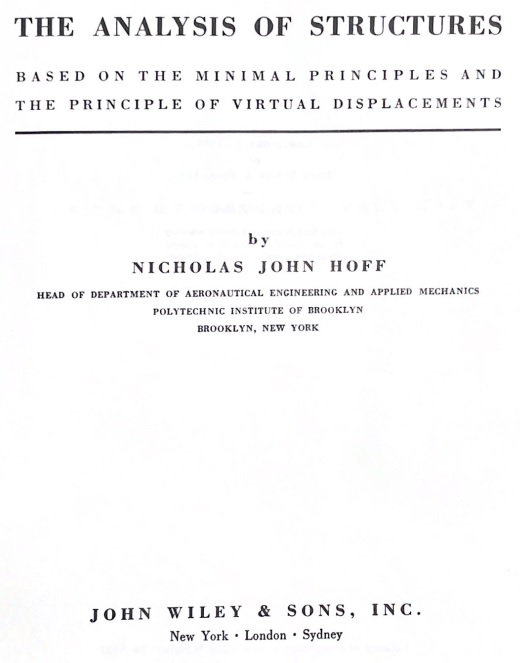 THE ANALYSIS OF STRUCTURES
BASED ON THE MINIMAL PRINCIPLES AND
THE PRINCIPLE OF VIRTUAL DISPLACEMENTS
by
NICHOLAS JOHN HOFF
HEAD OF DEPARTMENT OF AERONAUTICAL ENGINEERING AND APPLIED MECHANICS
POLYTECHNIC INSTITUTE OF BROOKLYN
BROOKLYN, NEW YORK
JOHN WILEY & SONS, INC.
New York · London · Sydney